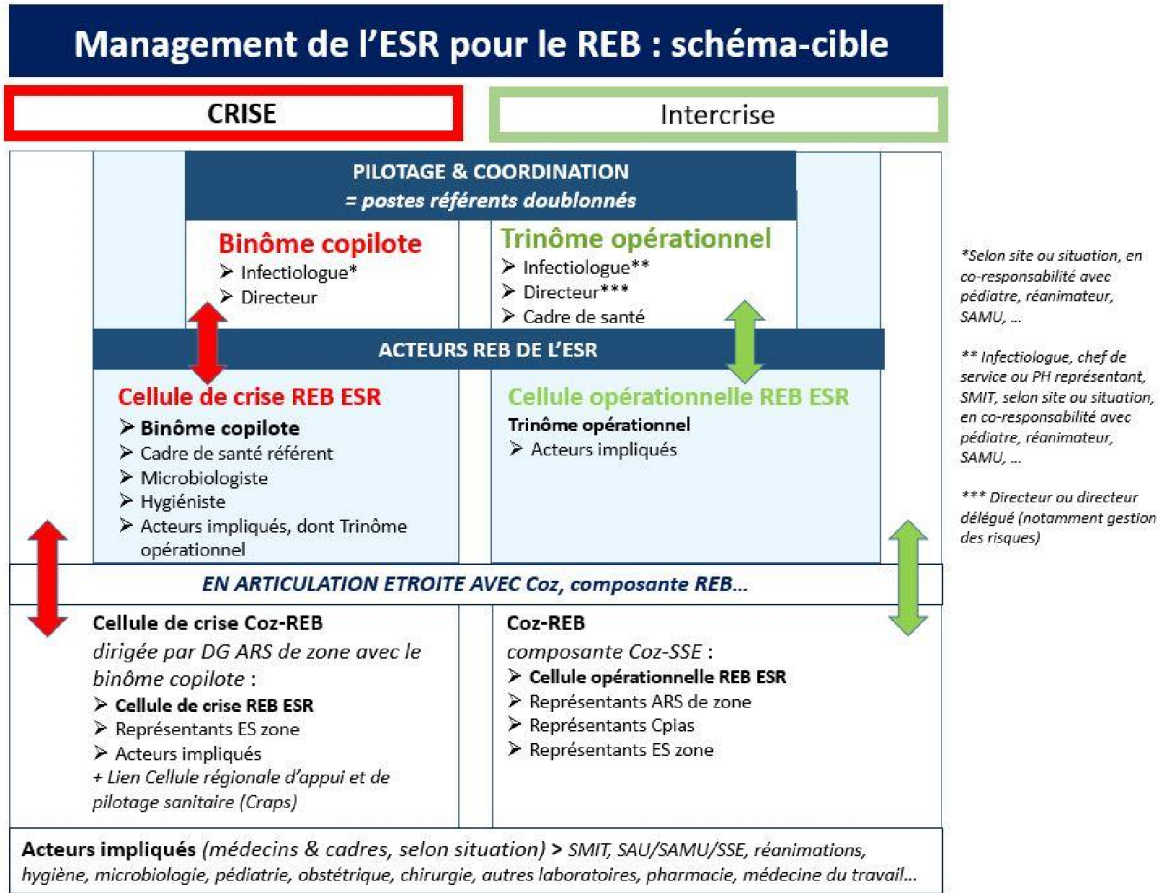 Management de l'ESR pour le REB : schéma-cible
CRISE
Intercrise
PILOTAGE & COORDINATION
= postes référents doublonnés
Binôme copilote
➢ Infectiologue*
➢ Directeur
Trinôme opérationnel
➢ Infectiologue**
➢ Directeur***
➢ Cadre de santé
ACTEURS REB DE L'ESR
Cellule de crise REB ESR
➢ Binôme copilote
➢ Cadre de santé référent
➢ Microbiologiste
➢ Hygiéniste
➢ Acteurs impliqués, dont Trinôme
opérationnel
Cellule opérationnelle REB ESR
Trinôme opérationnel
➢ Acteurs impliqués
EN ARTICULATION ETROITE AVEC Coz, composante REB...
Cellule de crise Coz-REB
dirigée par DG ARS de zone avec le
binôme copilote :
➢ Cellule de crise REB ESR
➢ Représentants ES zone
➢ Acteurs impliqués
+ Lien Cellule régionale d'appui et de
pilotage sanitaire (Craps)
Coz-REB
composante Coz-SSE :
➢ Cellule opérationnelle REB ESR
➢ Représentants ARS de zone
➢ Représentants Cpias
➢ Représentants ES zone
Acteurs impliqués (médecins & cadres, selon situation) > SMIT, SAU/SAMU/SSE, réanimations,
hygiène, microbiologie, pédiatrie, obstétrique, chirurgie, autres laboratoires, pharmacie, médecine du travail...
*Selon site ou situation, en
co-responsabilité avec
pédiatre, réanimateur,
SAMU, ...
** Infectiologue, chef de
service ou PH représentant,
SMIT, selon site ou situation,
en co-responsabilité avec
pédiatre, réanimateur,
SAMU, ...
*** Directeur ou directeur
délégué (notamment gestion
des risques)